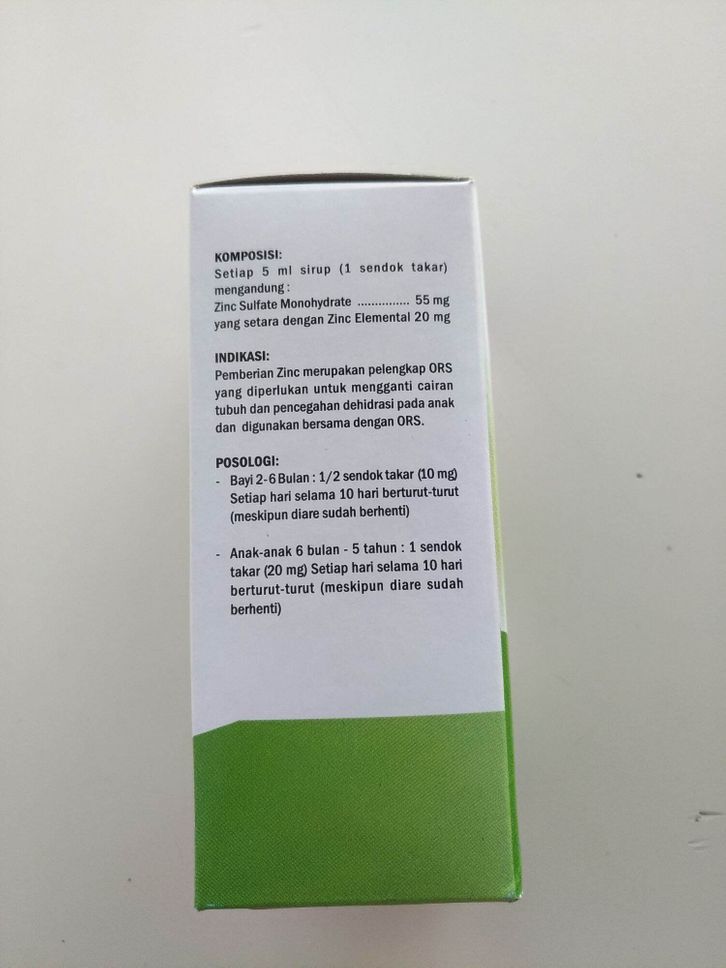 KOMPOSISI:
Setiap 5 ml sirup (1 sendok takar)
mengandung :
Zinc Sulfate Monohydrate ............... 55 mg
yang setara dengan Zinc Elemental 20 mg
INDIKASI:
Pemberian Zinc merupakan pelengkap ORS
yang diperlukan untuk mengganti cairan
tubuh dan pencegahan dehidrasi pada anak
dan digunakan bersama dengan ORS.
POSOLOGI:
- Bayi 2-6 Bulan : 1/2 sendok takar (10 mg)
Setiap hari selama 10 hari berturut-turut
(meskipun diare sudah berhenti)
- Anak-anak 6 bulan - 5 tahun : 1 sendok
takar (20 mg) Setiap hari selama 10 hari
berturut-turut (meskipun diare sudah
berhenti)